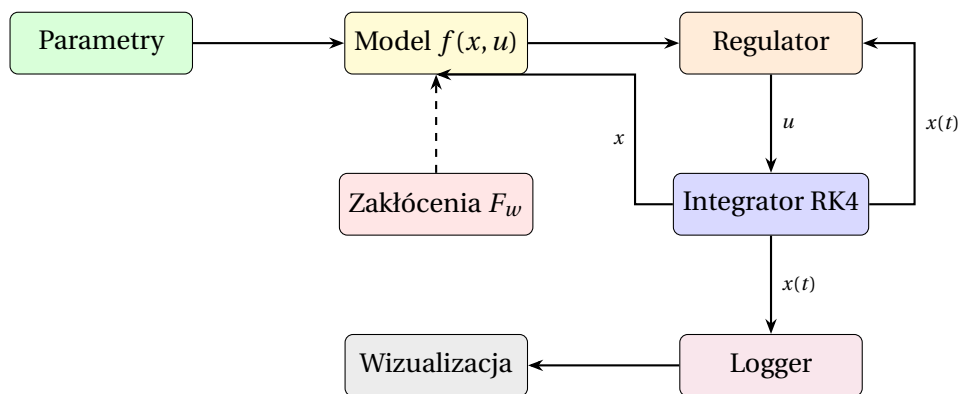 Parametry
Model f(x, u)
Regulator
x
u
x(t)
Zakłócenia F_w
Integrator RK4
x(t)
Wizualizacja
Logger